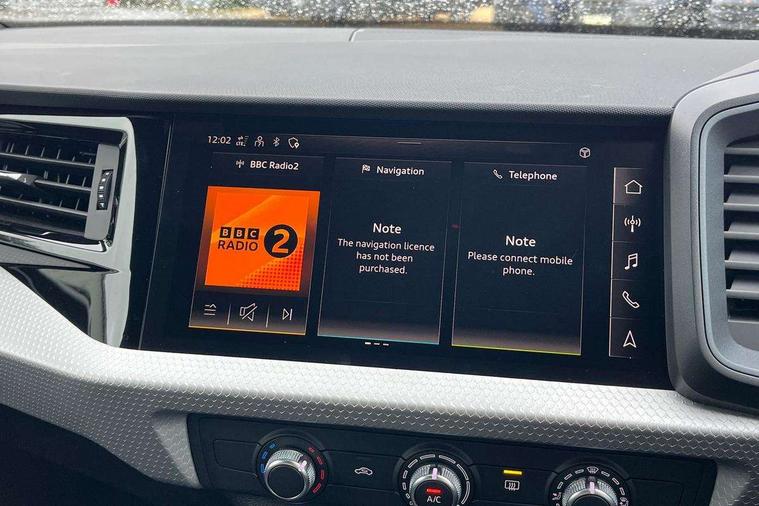 12:02 LTE
BBC Radio2
Navigation
Telephone
BBC
RADIO 2
Note
The navigation licence
has not been
purchased.
Note
Please connect mobile
phone.
A/C